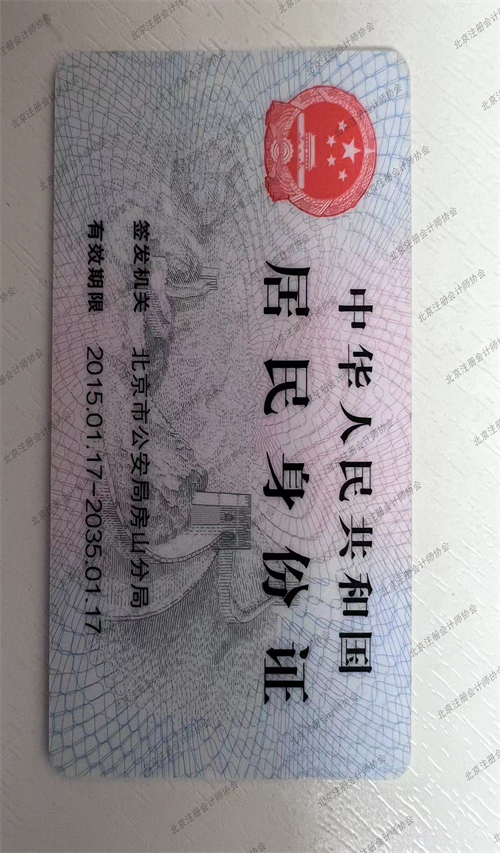 中华人民共和国
居民身份证
签发机关 北京市公安局房山分局
有效期限 2015.01.17-2035.01.17
北京注册会计师协会